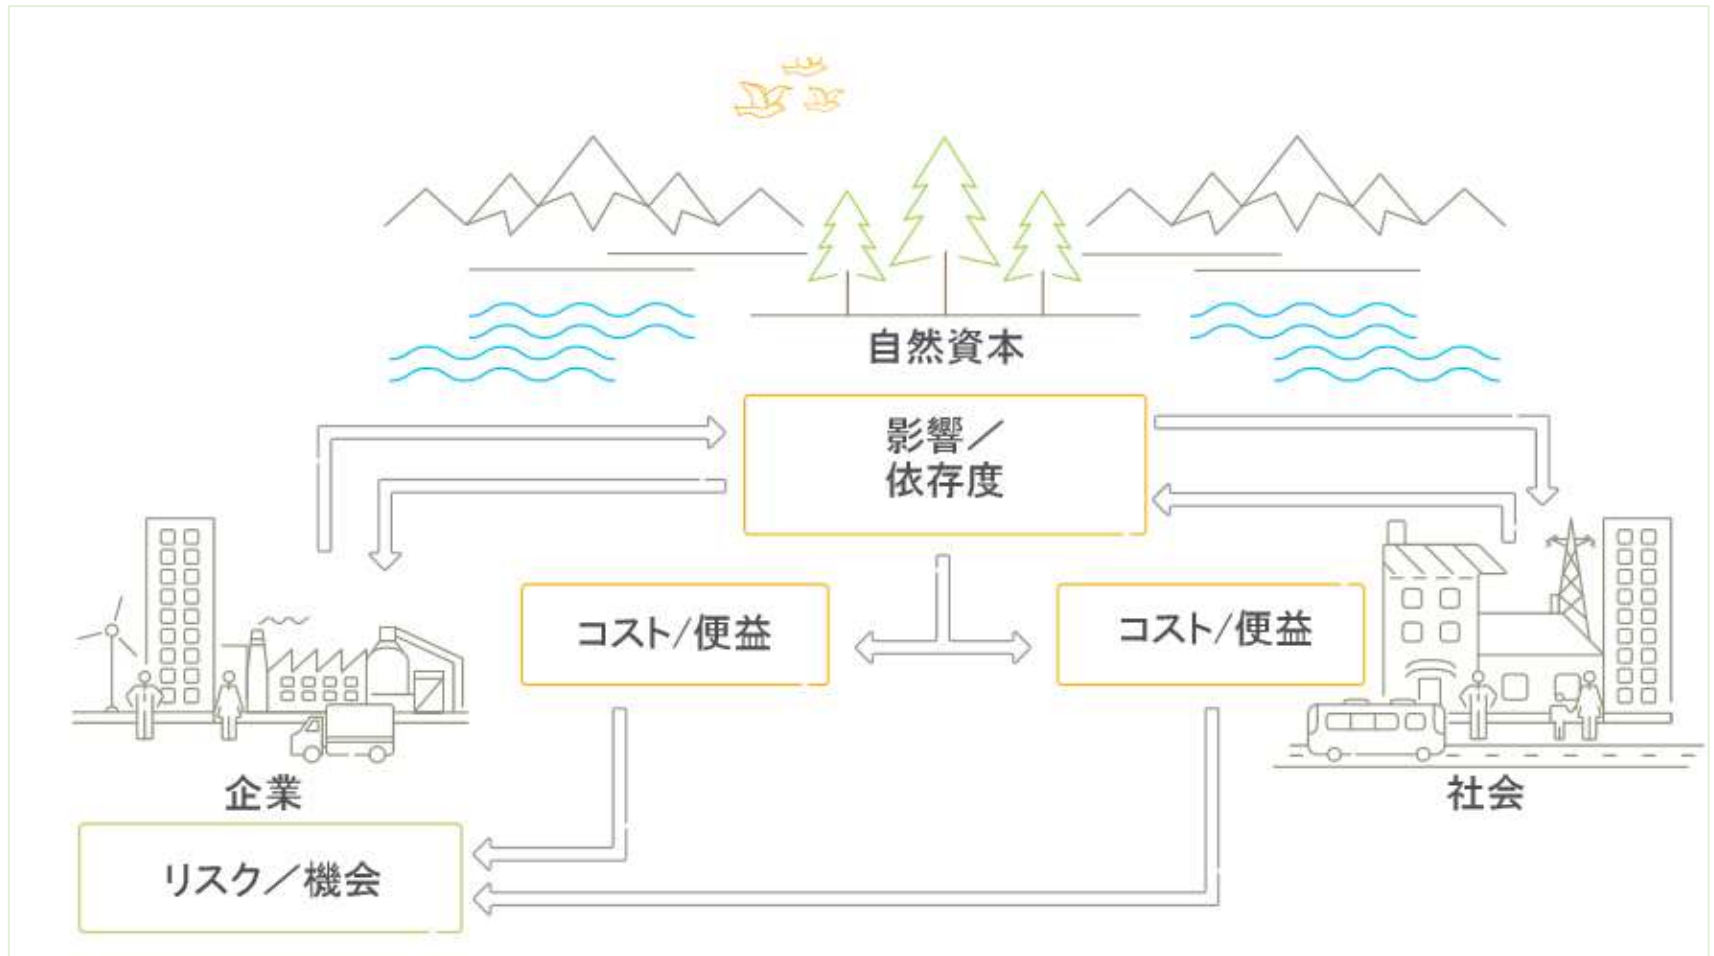 自然資本
影響／
依存度
コスト/便益
コスト/便益
企業
社会
リスク／機会